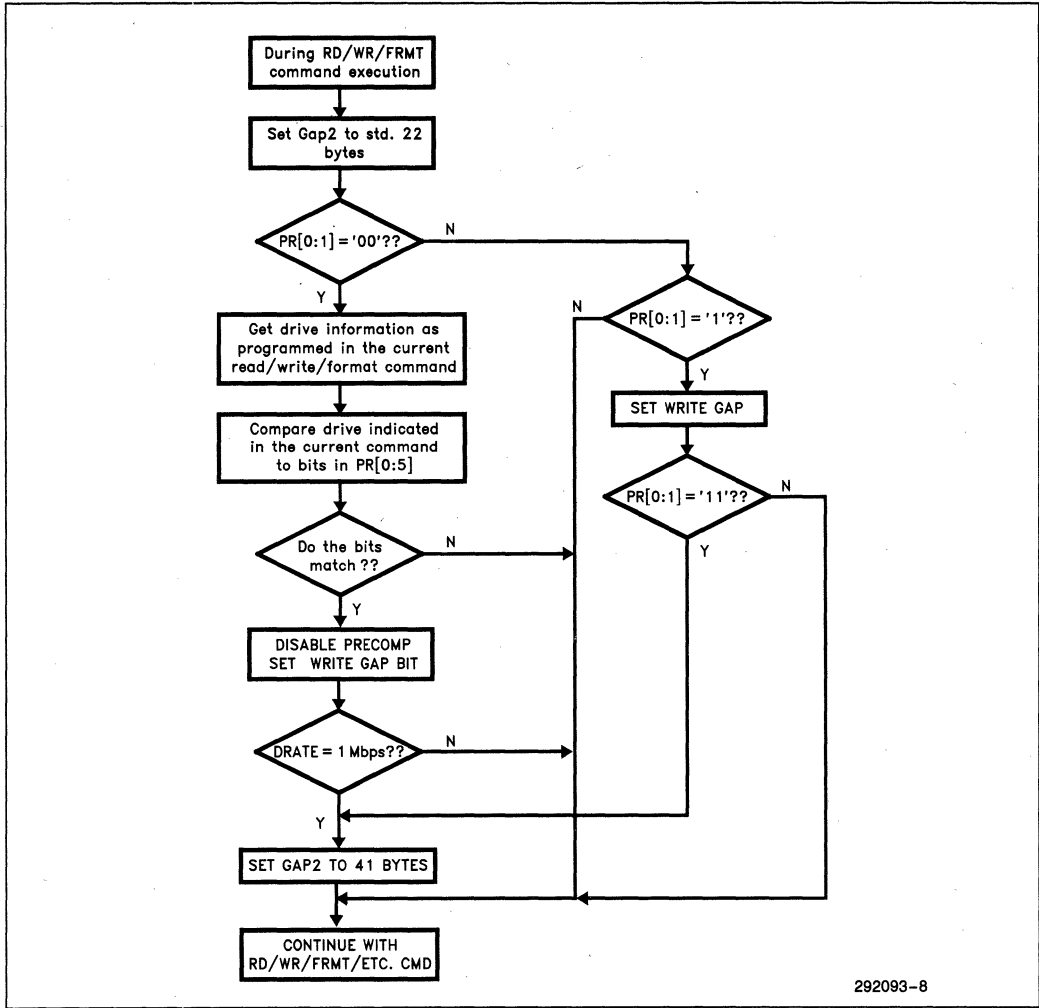 During RD/WR/FRMT
command execution
Set Gap2 to std. 22
bytes
PR[0:1] = '00'??
N
Y
Get drive information as
programmed in the current
read/write/format command
Compare drive indicated
in the current command
to bits in PR[0:5]
Do the bits
match ??
N
Y
DISABLE PRECOMP
SET WRITE GAP BIT
DRATE = 1 Mbps??
N
Y
SET GAP2 TO 41 BYTES
CONTINUE WITH
RD/WR/FRMT/ETC. CMD
N
PR[0:1] = '1'??
Y
SET WRITE GAP
PR[0:1] = '11'??
N
Y
292093-8